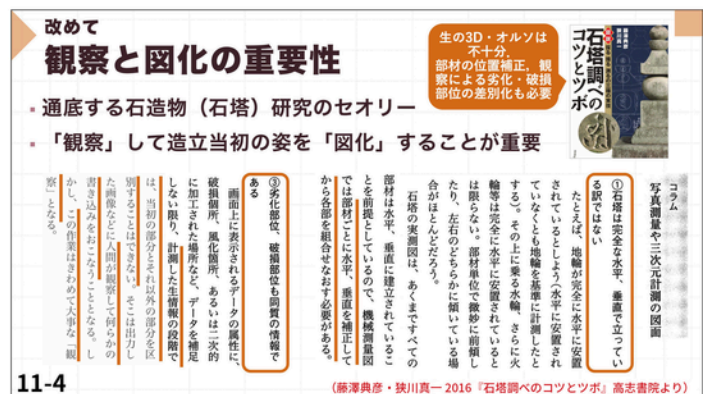 改めて
観察と図化の重要性
生の3D・オルソは
不十分,
部材の位置補正，観
察による劣化・破損
部位の差別化も必要
藤澤典彦
狭川真一
石塔調べの
コツとツボ
通底する石造物（石塔）研究のセオリー
「観察」して造立当初の姿を「図化」することが重要
コラム
写真測量や三次元計測の図面
①石塔は完全な水平、垂直で立ってい
る訳ではない
たとえば、地輪が完全に水平に安置
されているとしよう（水平に安置され
ていなくとも地輪を基準に計測したと
する）。その上に乗る水輪、さらに火
輪等は完全に水平に安置されていると
は限らない。部材単位で微妙に前傾し
たり、左右のどちらかに傾いている場
合がほとんどだろう。
石塔の実測図は、あくまですべての
部材は水平、垂直に建立されているこ
とを前提としているので、機械測量図
では部材ごとに水平、垂直を補正して
から各部を組合せなおす必要がある。
③劣化部位、破損部位も同質の情報で
ある
画面上に表示されるデータの属性に、
破損個所、風化箇所、あるいは二次的
に加工された場所など、データを補足
しない限り、計測した生情報の段階で
は、当初の部分とそれ以外の部分を区
別することはできない。そこは出力し
た画像などに人間が観察して何らかの
書き込みをおこなうこととなる。し
かし、この作業はきわめて大事な「観
察」となる。
11-4
（藤澤典彦・狭川真一 2016『石塔調べのコツとツボ』高志書院より）